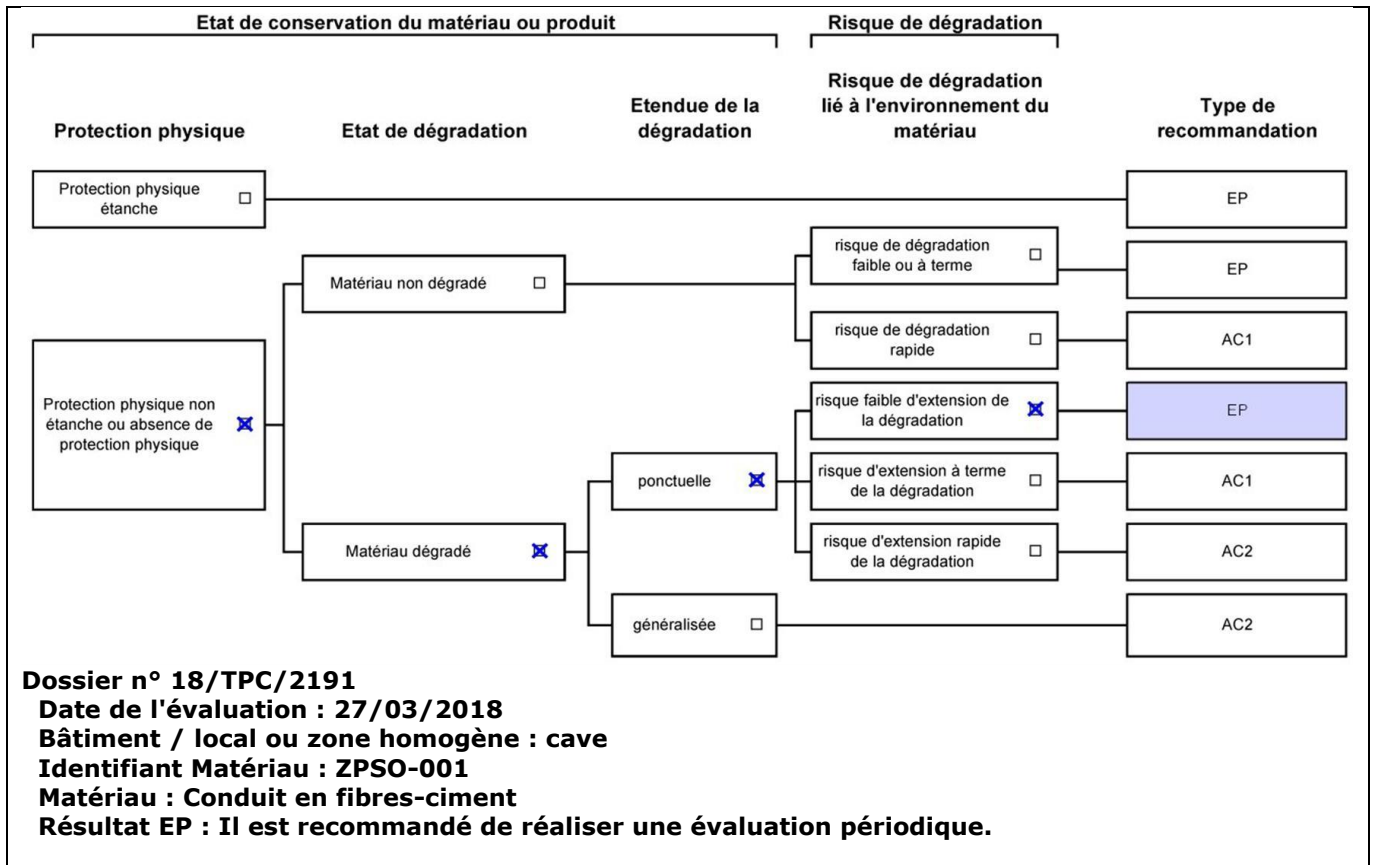 Etat de conservation du matériau ou produit
Risque de dégradation
Protection physique
Etat de dégradation
Etendue de la
dégradation
Risque de dégradation
lié à l'environnement du
matériau
Type de
recommandation
Protection physique
étanche
EP
risque de dégradation
faible ou à terme
EP
Matériau non dégradé
risque de dégradation
rapide
AC1
Protection physique non
étanche ou absence de
protection physique
risque faible d'extension de
la dégradation
EP
ponctuelle
risque d'extension à terme
de la dégradation
AC1
Matériau dégradé
risque d'extension rapide
de la dégradation
AC2
généralisée
AC2
Dossier n° 18/TPC/2191
Date de l'évaluation : 27/03/2018
Bâtiment / local ou zone homogène : cave
Identifiant Matériau : ZPSO-001
Matériau : Conduit en fibres-ciment
Résultat EP : Il est recommandé de réaliser une évaluation périodique.